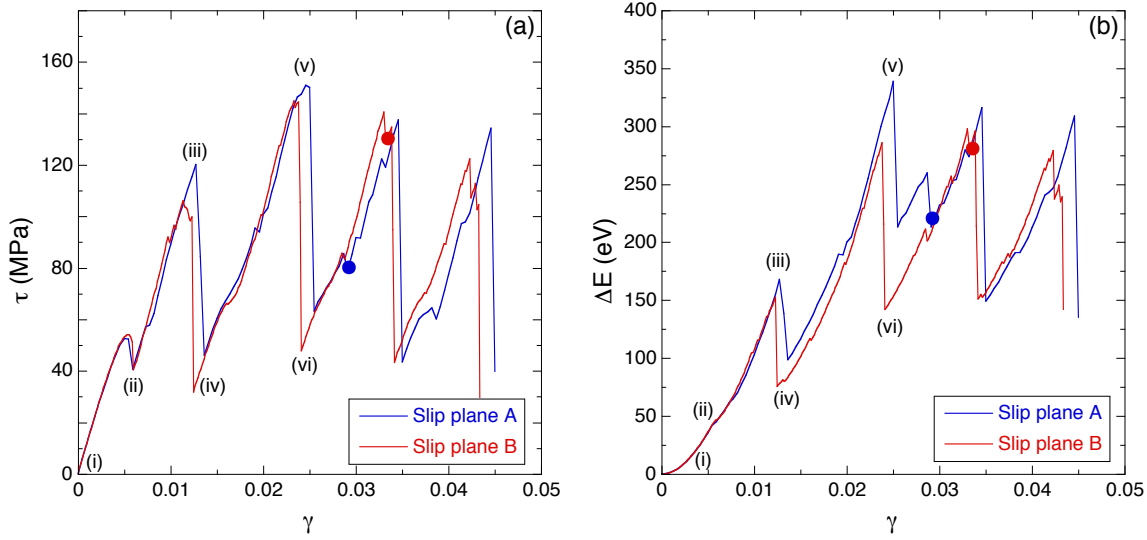 (a)
τ (MPa)
160
120
80
40
0
(i)
(ii)
(iii)
(iv)
(v)
(vi)
Slip plane A
Slip plane B
0 0.01 0.02 0.03 0.04 0.05
γ
(b)
ΔE (eV)
400
350
300
250
200
150
100
50
0
(i)
(ii)
(iii)
(iv)
(v)
(vi)
Slip plane A
Slip plane B
0 0.01 0.02 0.03 0.04 0.05
γ